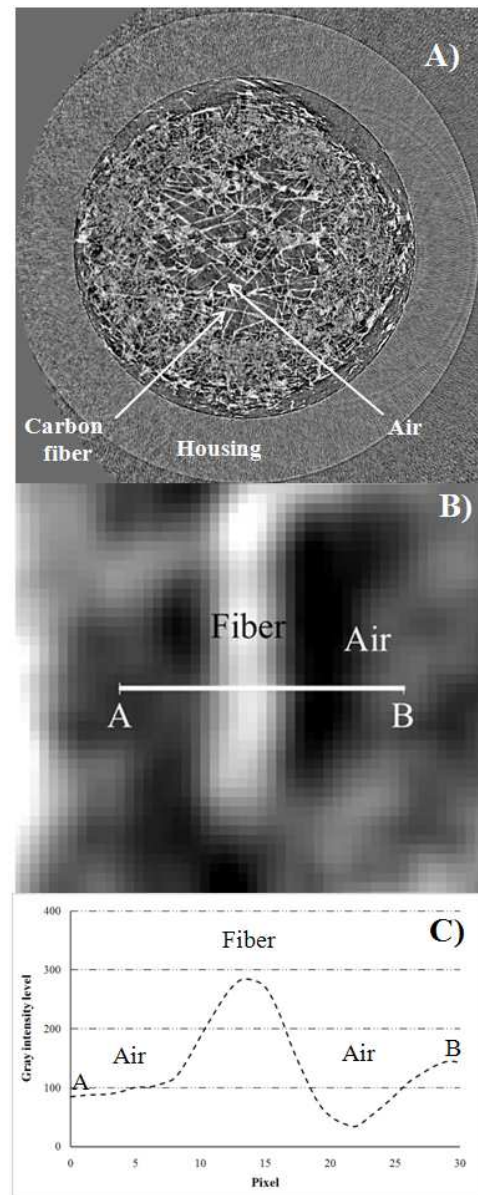 A)
Carbon
fiber
Air
Housing
B)
Fiber
Air
A
B
C)
400
300
200
100
0
Gray intensity level
Fiber
Air
Air
A
B
0
5
10
15
20
25
30
Pixel